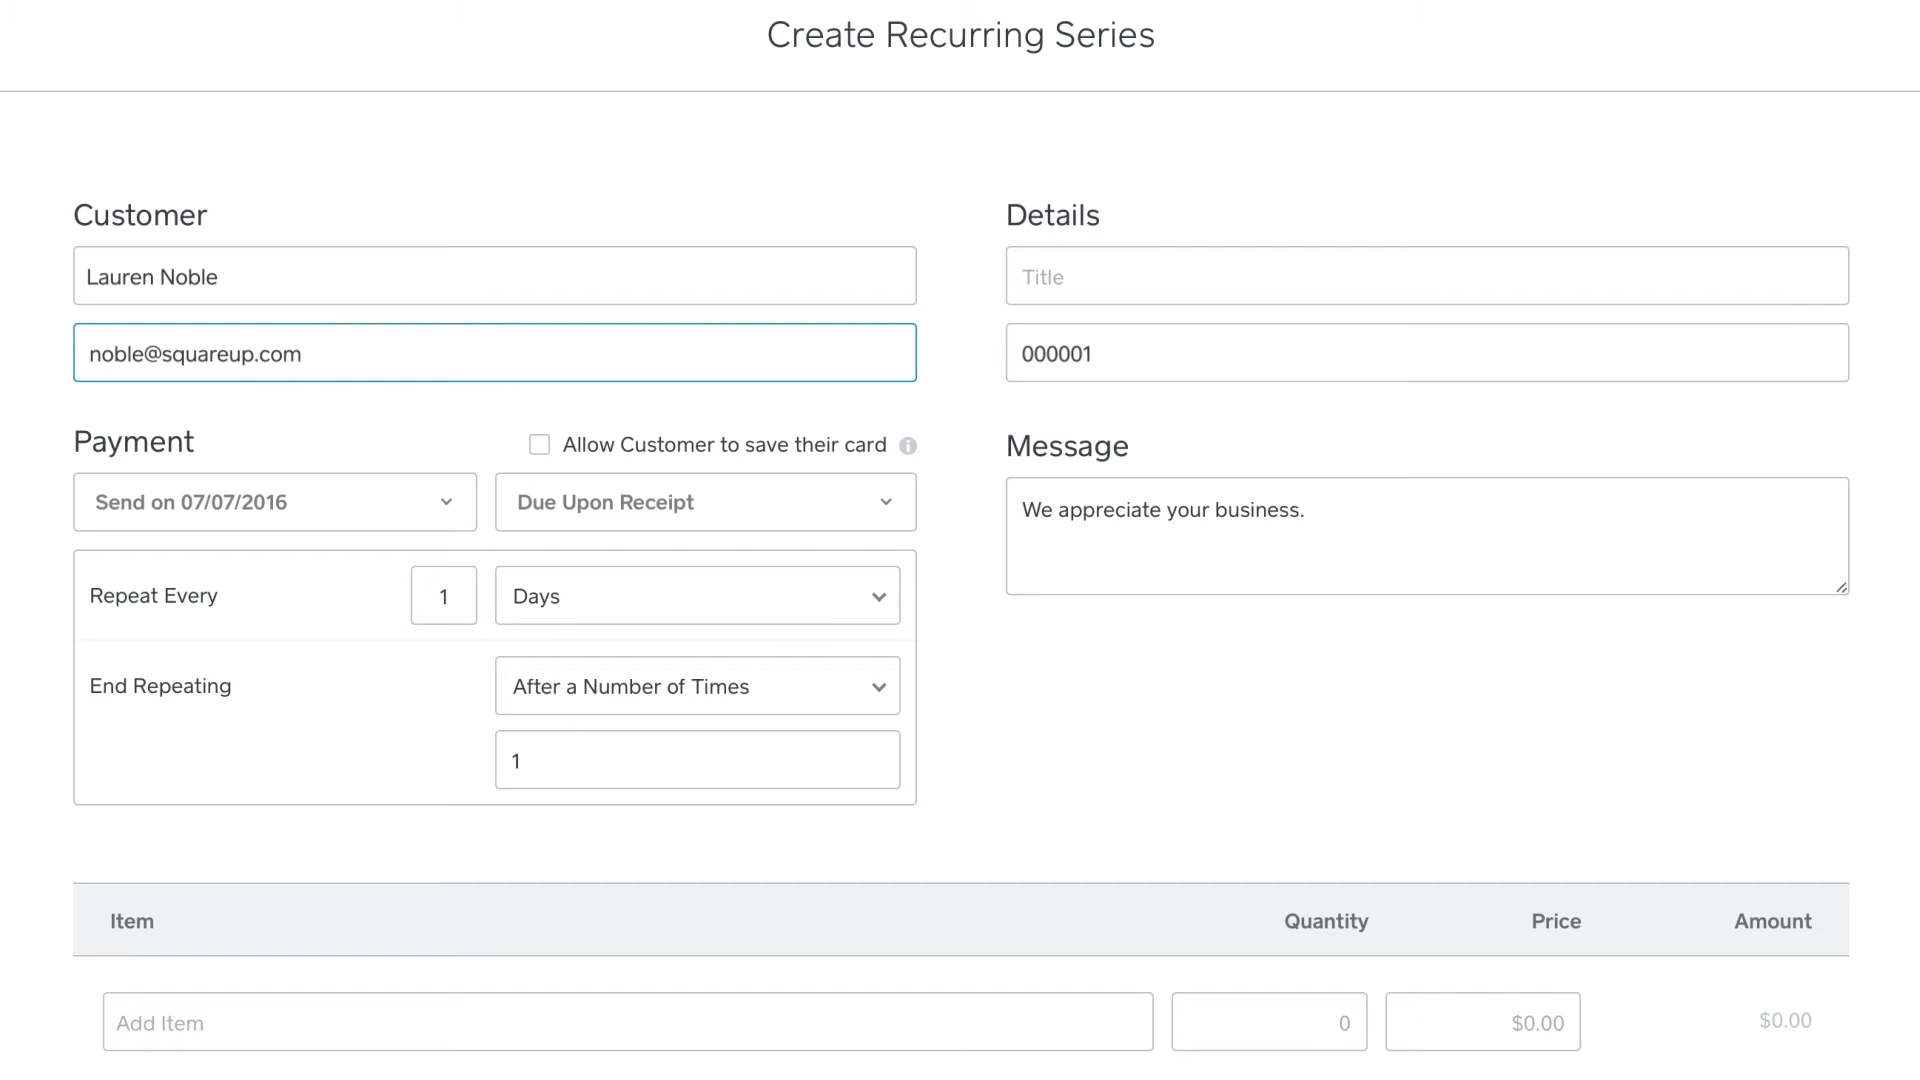 Create Recurring Series
Customer
Lauren Noble
noble@squareup.com
Details
Title
000001
Payment
Allow Customer to save their card
Send on 07/07/2016
Due Upon Receipt
Repeat Every
1
Days
End Repeating
After a Number of Times
1
Message
We appreciate your business.
Item Quantity Price Amount
Add Item 0 $0.00 $0.00